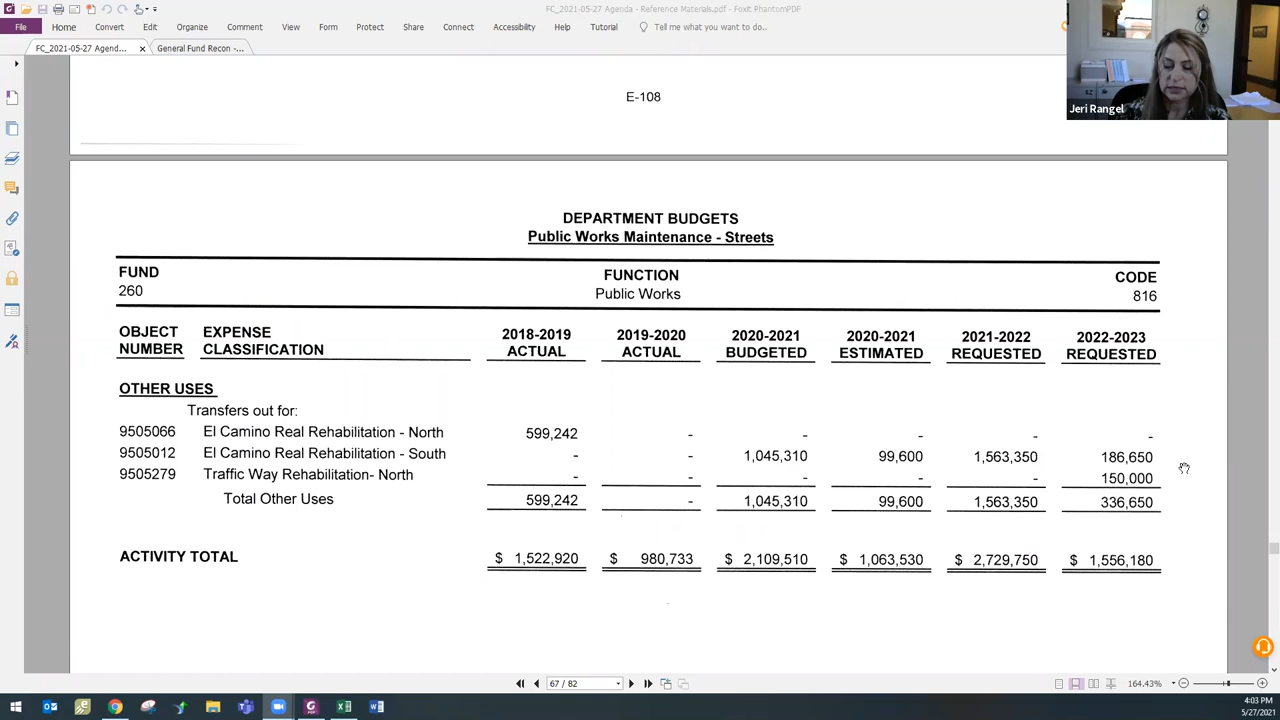 FC_2021-05-27 Agenda - Reference Materials.pdf - Foxit PhantomPDF
File Home Convert Edit Organize Comment View Form Protect Connect Accessibility Help Tutorial Tell me what you want to do...
FC_2021-05-27 Agend... × General Fund Recon -...
Jeri Rangel
E-108
DEPARTMENT BUDGETS
Public Works Maintenance - Streets
FUND FUNCTION CODE
260 Public Works 816
OBJECT EXPENSE 2018-2019 2019-2020 2020-2021 2020-2021 2021-2022 2022-2023
NUMBER CLASSIFICATION ACTUAL ACTUAL BUDGETED ESTIMATED REQUESTED REQUESTED
OTHER USES
Transfers out for:
9505066 El Camino Real Rehabilitation - North 599,242 - - - - -
9505012 El Camino Real Rehabilitation - South - - 1,045,310 99,600 1,563,350 186,650
9505279 Traffic Way Rehabilitation- North - - - - - 150,000
Total Other Uses 599,242 - 1,045,310 99,600 1,563,350 336,650
ACTIVITY TOTAL $ 1,522,920 $ 980,733 $ 2,109,510 $ 1,063,530 $ 2,729,750 $ 1,556,180
67 / 82 164.43%
4:03 PM
5/27/2021